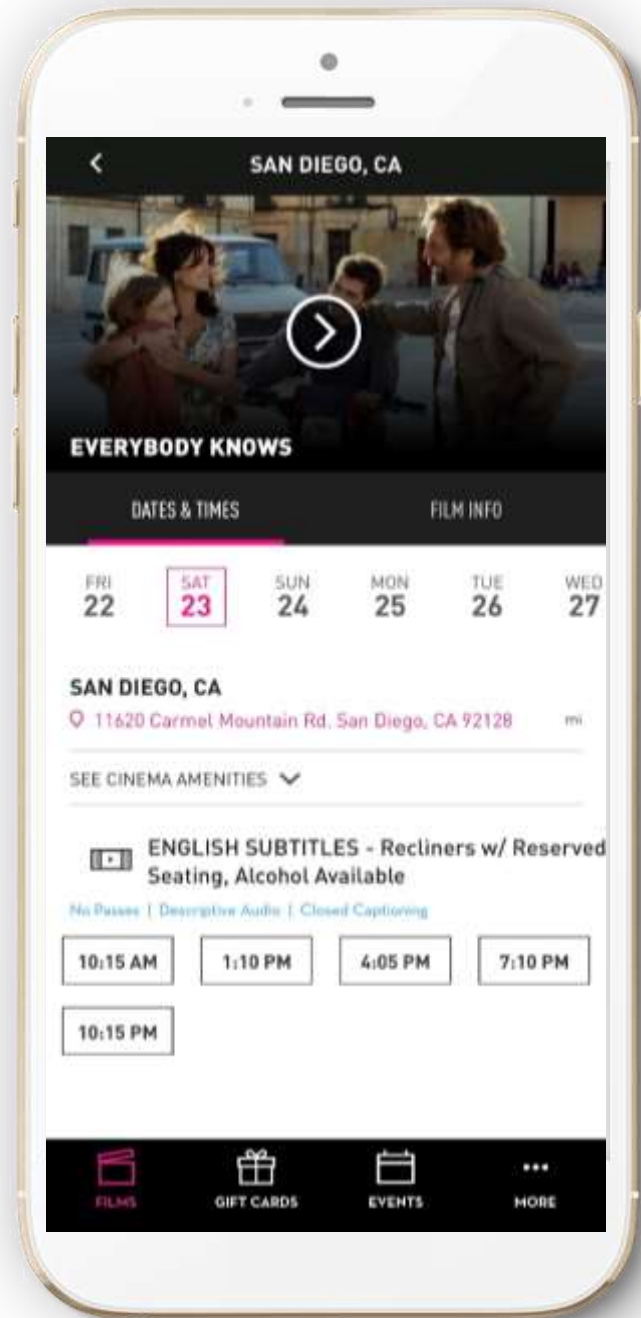 SAN DIEGO, CA
EVERYBODY KNOWS
DATES & TIMES FILM INFO
FRI SAT SUN MON TUE WED
22 23 24 25 26 27
SAN DIEGO, CA
11620 Carmel Mountain Rd. San Diego, CA 92128 mi
SEE CINEMA AMENITIES
ENGLISH SUBTITLES - Recliners w/ Reserved
Seating, Alcohol Available
No Passes | Descriptive Audio | Closed Captioning
10:15 AM 1:10 PM 4:05 PM 7:10 PM
10:15 PM
FILMS GIFT CARDS EVENTS MORE